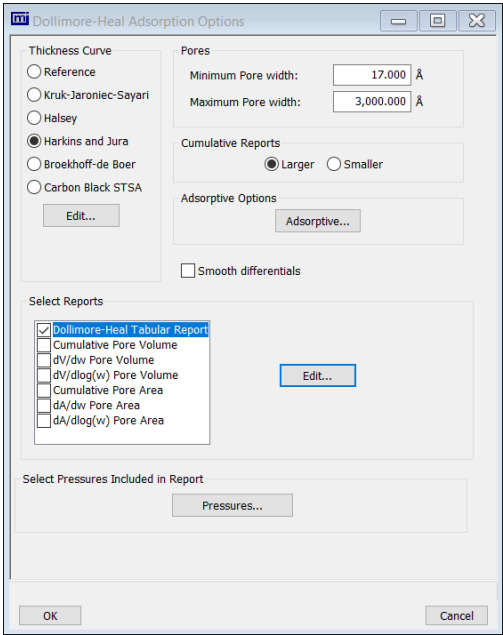 mi Dollimore-Heal Adsorption Options
Thickness Curve
Reference
Kruk-Jaroniec-Sayari
Halsey
Harkins and Jura
Broekhoff-de Boer
Carbon Black STSA
Edit...
Pores
Minimum Pore width: 17.000 Å
Maximum Pore width: 3,000.000 Å
Cumulative Reports
Larger Smaller
Adsorptive Options
Adsorptive...
Smooth differentials
Select Reports
Dollimore-Heal Tabular Report
Cumulative Pore Volume
dV/dw Pore Volume
dV/dlog(w) Pore Volume
Cumulative Pore Area
dA/dw Pore Area
dA/dlog(w) Pore Area
Edit...
Select Pressures Included in Report
Pressures...
OK Cancel